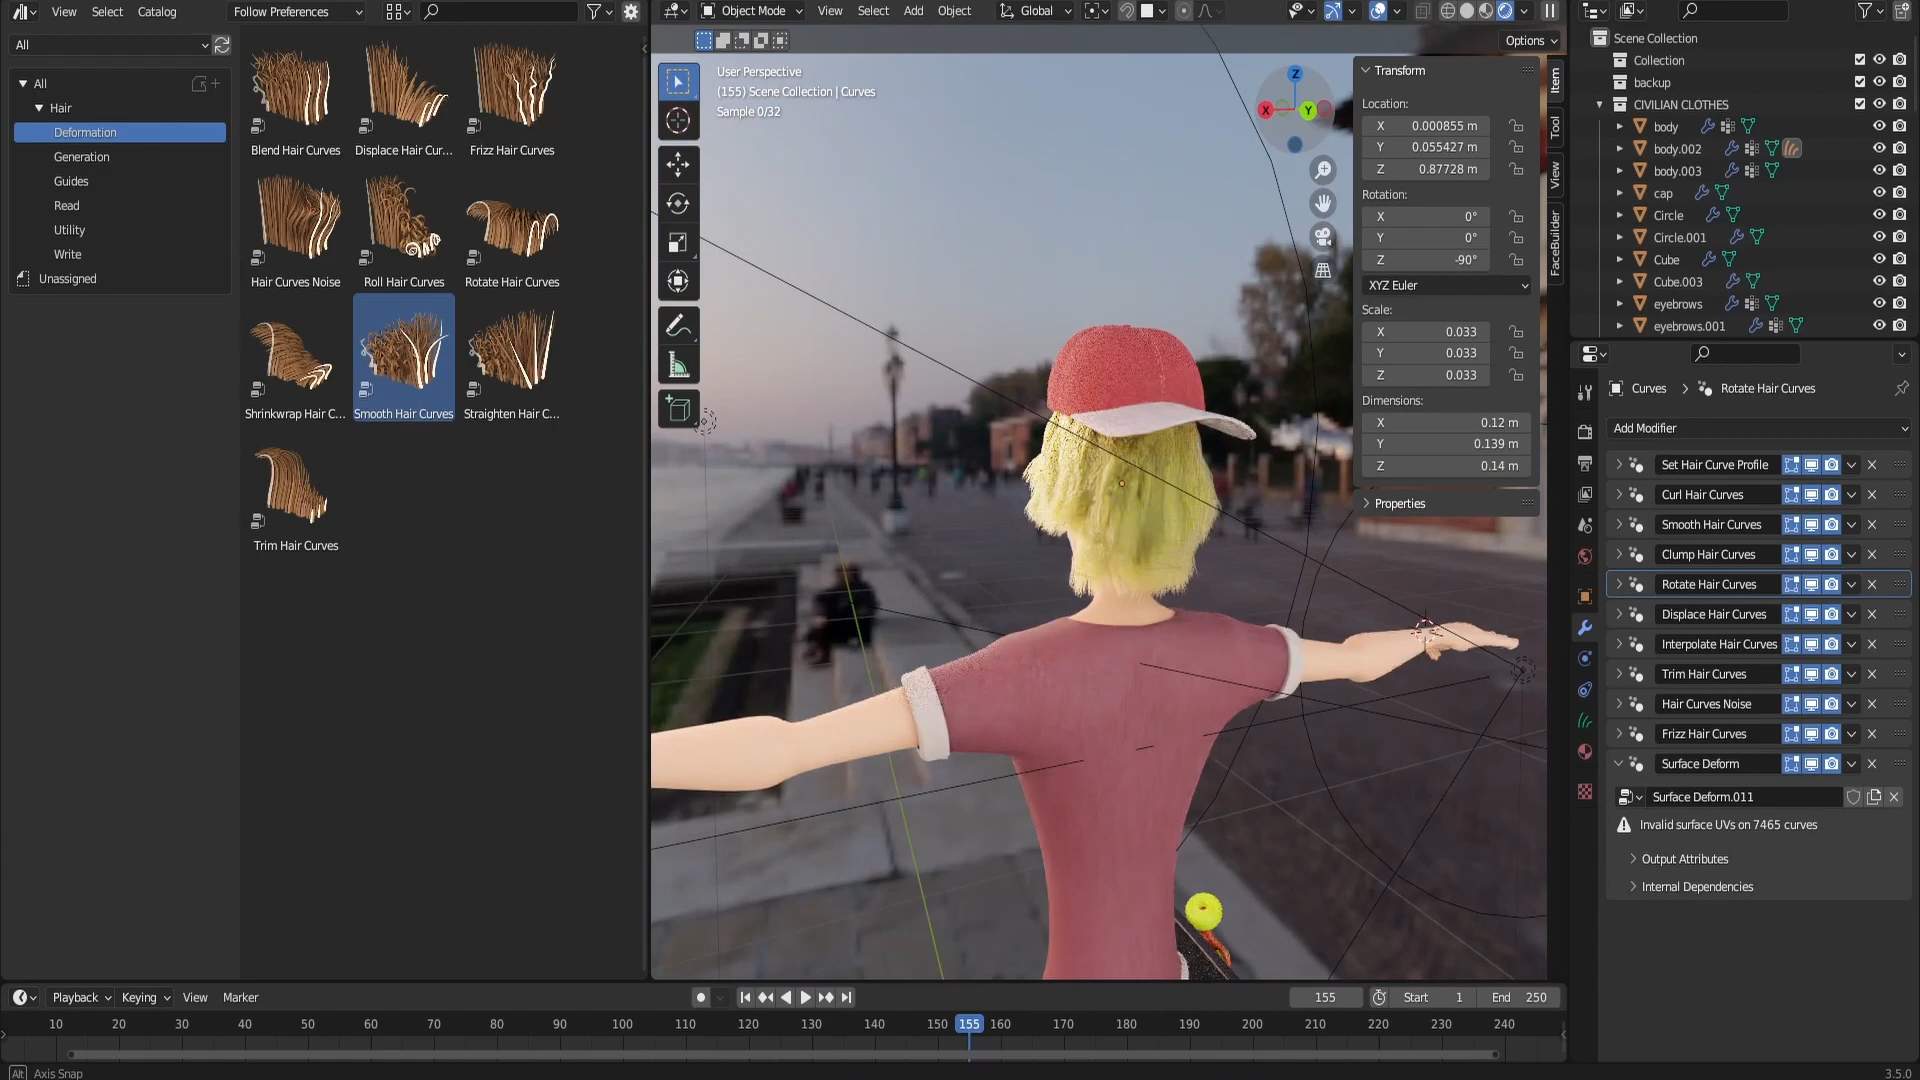 View Select Catalog Follow Preferences
All
All
Hair
Deformation
Generation
Guides
Read
Utility
Write
Unassigned
Blend Hair Curves
Displace Hair Cur...
Frizz Hair Curves
Hair Curves Noise
Roll Hair Curves
Rotate Hair Curves
Shrinkwrap Hair C...
Smooth Hair Curves
Straighten Hair C...
Trim Hair Curves
Object Mode View Select Add Object Global
Options
User Perspective
(155) Scene Collection | Curves
Sample 0/32
Z
X
Y
Transform
Location:
X 0.000855 m
Y 0.055427 m
Z 0.87728 m
Rotation:
X 0°
Y 0°
Z -90°
XYZ Euler
Scale:
X 0.033
Y 0.033
Z 0.033
Dimensions:
X 0.12 m
Y 0.139 m
Z 0.14 m
Properties
Item
Tool
View
FaceBuilder
Scene Collection
Collection
backup
CIVILIAN CLOTHES
body
body.002
body.003
cap
Circle
Circle.001
Cube
Cube.003
eyebrows
eyebrows.001
Curves Rotate Hair Curves
Add Modifier
Set Hair Curve Profile
Curl Hair Curves
Smooth Hair Curves
Clump Hair Curves
Rotate Hair Curves
Displace Hair Curves
Interpolate Hair Curves
Trim Hair Curves
Hair Curves Noise
Frizz Hair Curves
Surface Deform
Surface Deform.011
Invalid surface UVs on 7465 curves
Output Attributes
Internal Dependencies
Playback Keying View Marker
155 Start 1 End 250
10 20 30 40 50 60 70 80 90 100 110 120 130 140 150 155 160 170 180 190 200 210 220 230 240
Alt Axis Snap
3.5.0